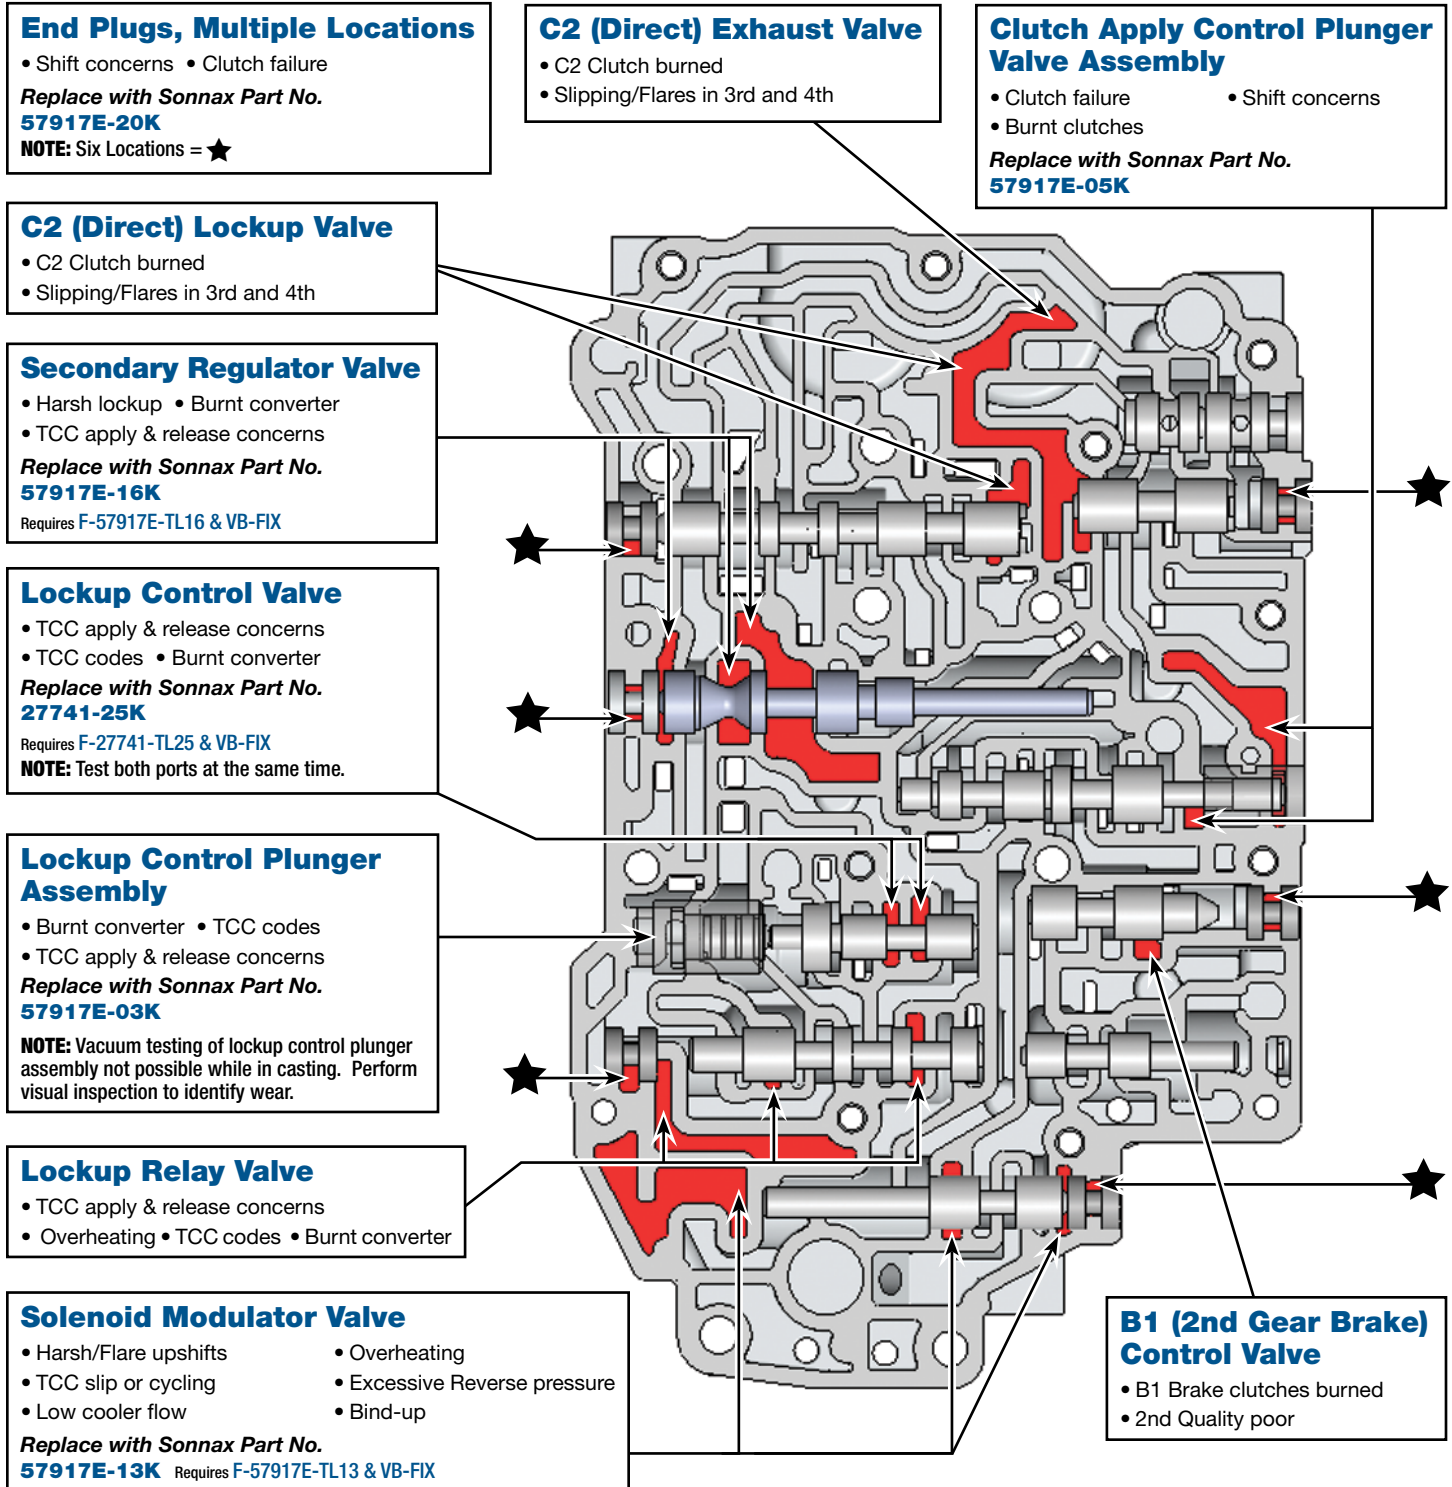 End Plugs, Multiple Locations
• Shift concerns • Clutch failure
Replace with Sonnax Part No.
57917E-20K
NOTE: Six Locations = ★
C2 (Direct) Exhaust Valve
• C2 Clutch burned
• Slipping/Flares in 3rd and 4th
Clutch Apply Control Plunger
Valve Assembly
• Clutch failure • Shift concerns
• Burnt clutches
Replace with Sonnax Part No.
57917E-05K
C2 (Direct) Lockup Valve
• C2 Clutch burned
• Slipping/Flares in 3rd and 4th
Secondary Regulator Valve
• Harsh lockup • Burnt converter
• TCC apply & release concerns
Replace with Sonnax Part No.
57917E-16K
Requires F-57917E-TL16 & VB-FIX
Lockup Control Valve
• TCC apply & release concerns
• TCC codes • Burnt converter
Replace with Sonnax Part No.
27741-25K
Requires F-27741-TL25 & VB-FIX
NOTE: Test both ports at the same time.
Lockup Control Plunger
Assembly
• Burnt converter • TCC codes
• TCC apply & release concerns
Replace with Sonnax Part No.
57917E-03K
NOTE: Vacuum testing of lockup control plunger
assembly not possible while in casting. Perform
visual inspection to identify wear.
Lockup Relay Valve
• TCC apply & release concerns
• Overheating • TCC codes • Burnt converter
Solenoid Modulator Valve
• Harsh/Flare upshifts • Overheating
• TCC slip or cycling • Excessive Reverse pressure
• Low cooler flow • Bind-up
Replace with Sonnax Part No.
57917E-13K Requires F-57917E-TL13 & VB-FIX
B1 (2nd Gear Brake)
Control Valve
• B1 Brake clutches burned
• 2nd Quality poor